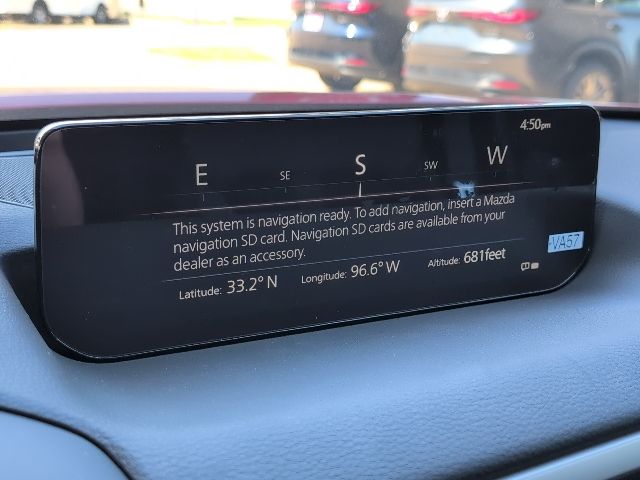 4:50pm
E SE S SW W
This system is navigation ready. To add navigation, insert a Mazda
navigation SD card. Navigation SD cards are available from your
dealer as an accessory.
Latitude: 33.2° N Longitude: 96.6° W Altitude: 681feet
VA57